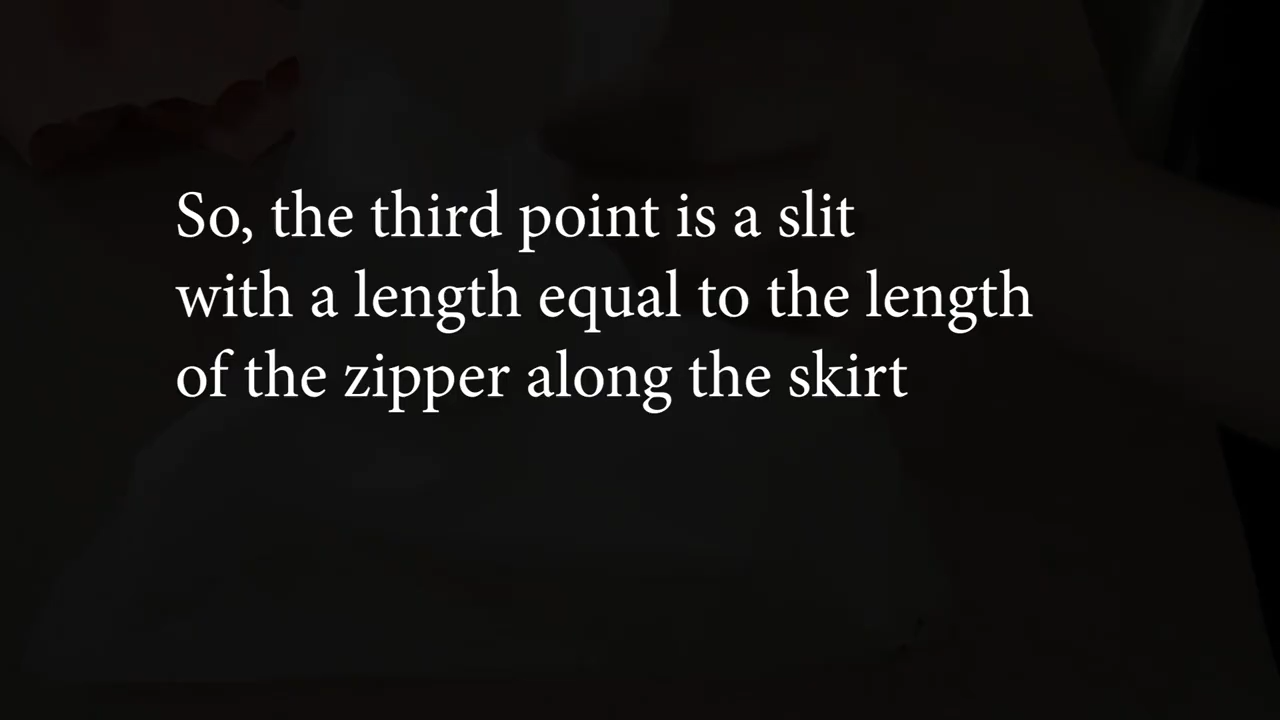 So, the third point is a slit
with a length equal to the length
of the zipper along the skirt